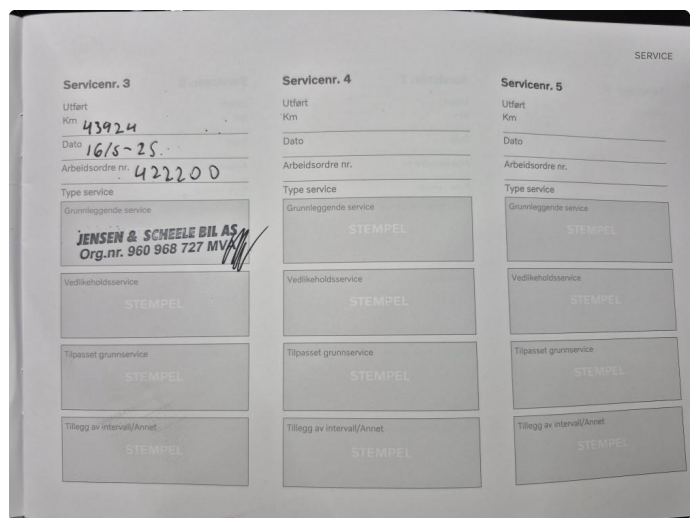 SERVICE
Servicenr. 3
Utført
Km 43924
Dato 16/5-25.
Arbeidsordre nr. 422200
Type service
Grunnleggende service
JENSEN & SCHEELE BIL AS
Org.nr. 960 968 727 MVA
Vedlikeholdsservice
STEMPEL
Tilpasset grunnservice
STEMPEL
Tillegg av intervall/Annet
STEMPEL
Servicenr. 4
Utført
Km
Dato
Arbeidsordre nr.
Type service
Grunnleggende service
STEMPEL
Vedlikeholdsservice
STEMPEL
Tilpasset grunnservice
STEMPEL
Tillegg av intervall/Annet
STEMPEL
Servicenr. 5
Utført
Km
Dato
Arbeidsordre nr.
Type service
Grunnleggende service
STEMPEL
Vedlikeholdsservice
STEMPEL
Tilpasset grunnservice
STEMPEL
Tillegg av intervall/Annet
STEMPEL